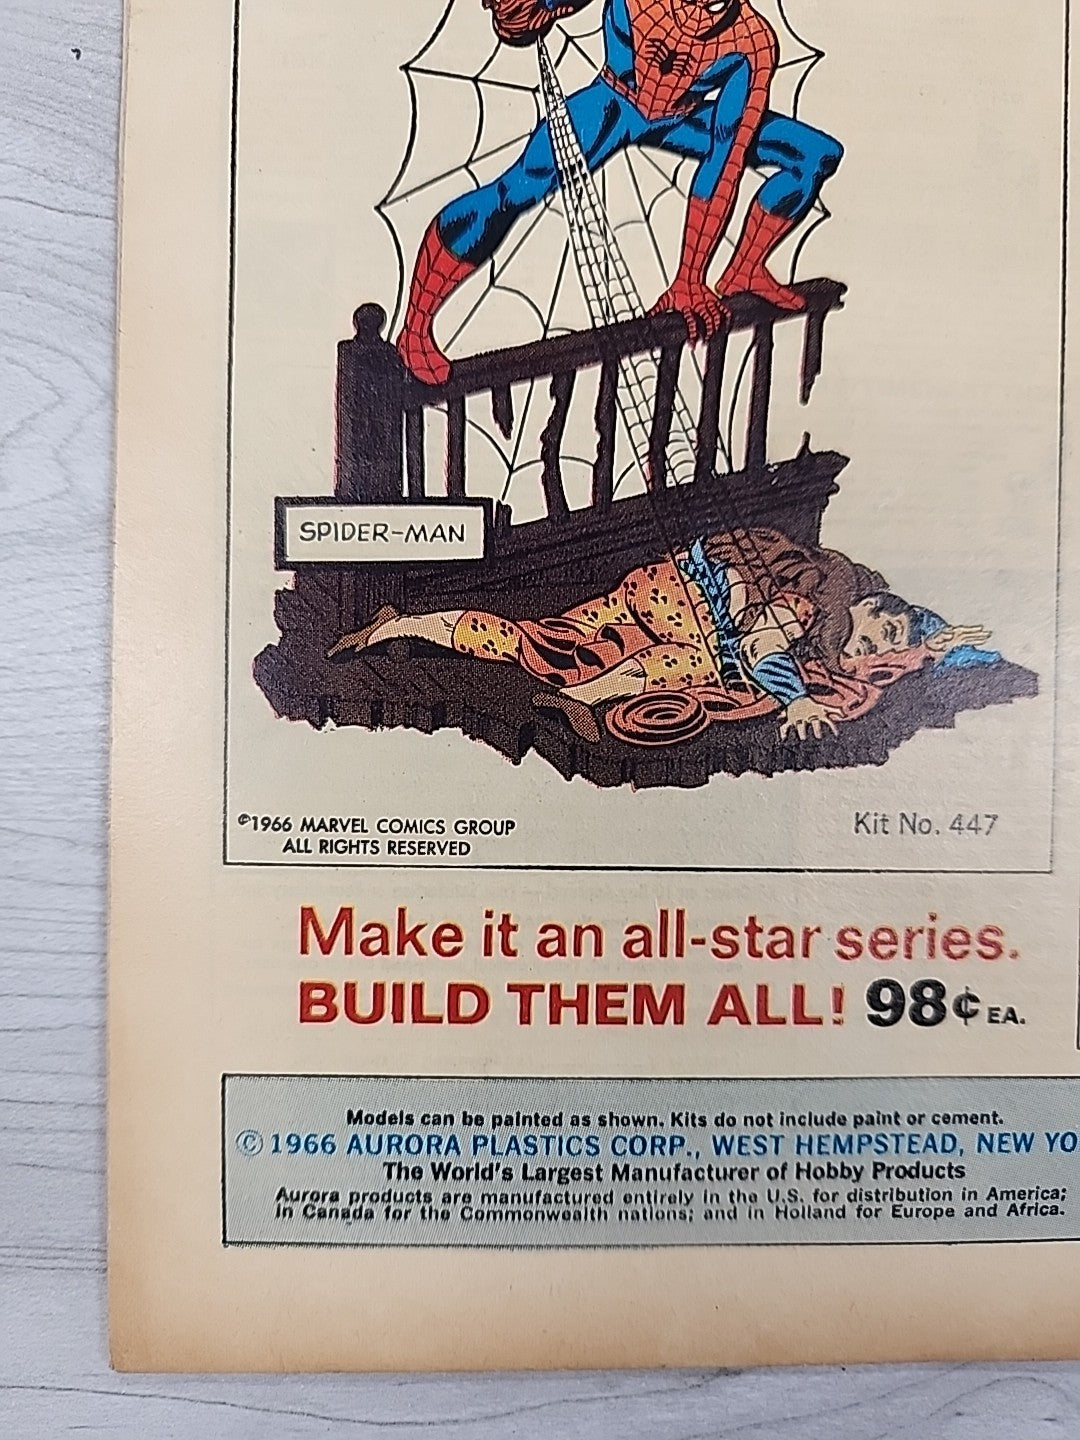 SPIDER-MAN
©1966 MARVEL COMICS GROUP
ALL RIGHTS RESERVED
Kit No. 447
Make it an all-star series.
BUILD THEM ALL! 98¢ EA.
Models can be painted as shown. Kits do not include paint or cement.
© 1966 AURORA PLASTICS CORP., WEST HEMPSTEAD, NEW YO
The World's Largest Manufacturer of Hobby Products
Aurora products are manufactured entirely in the U.S. for distribution in America;
in Canada for the Commonwealth nations; and in Holland for Europe and Africa.